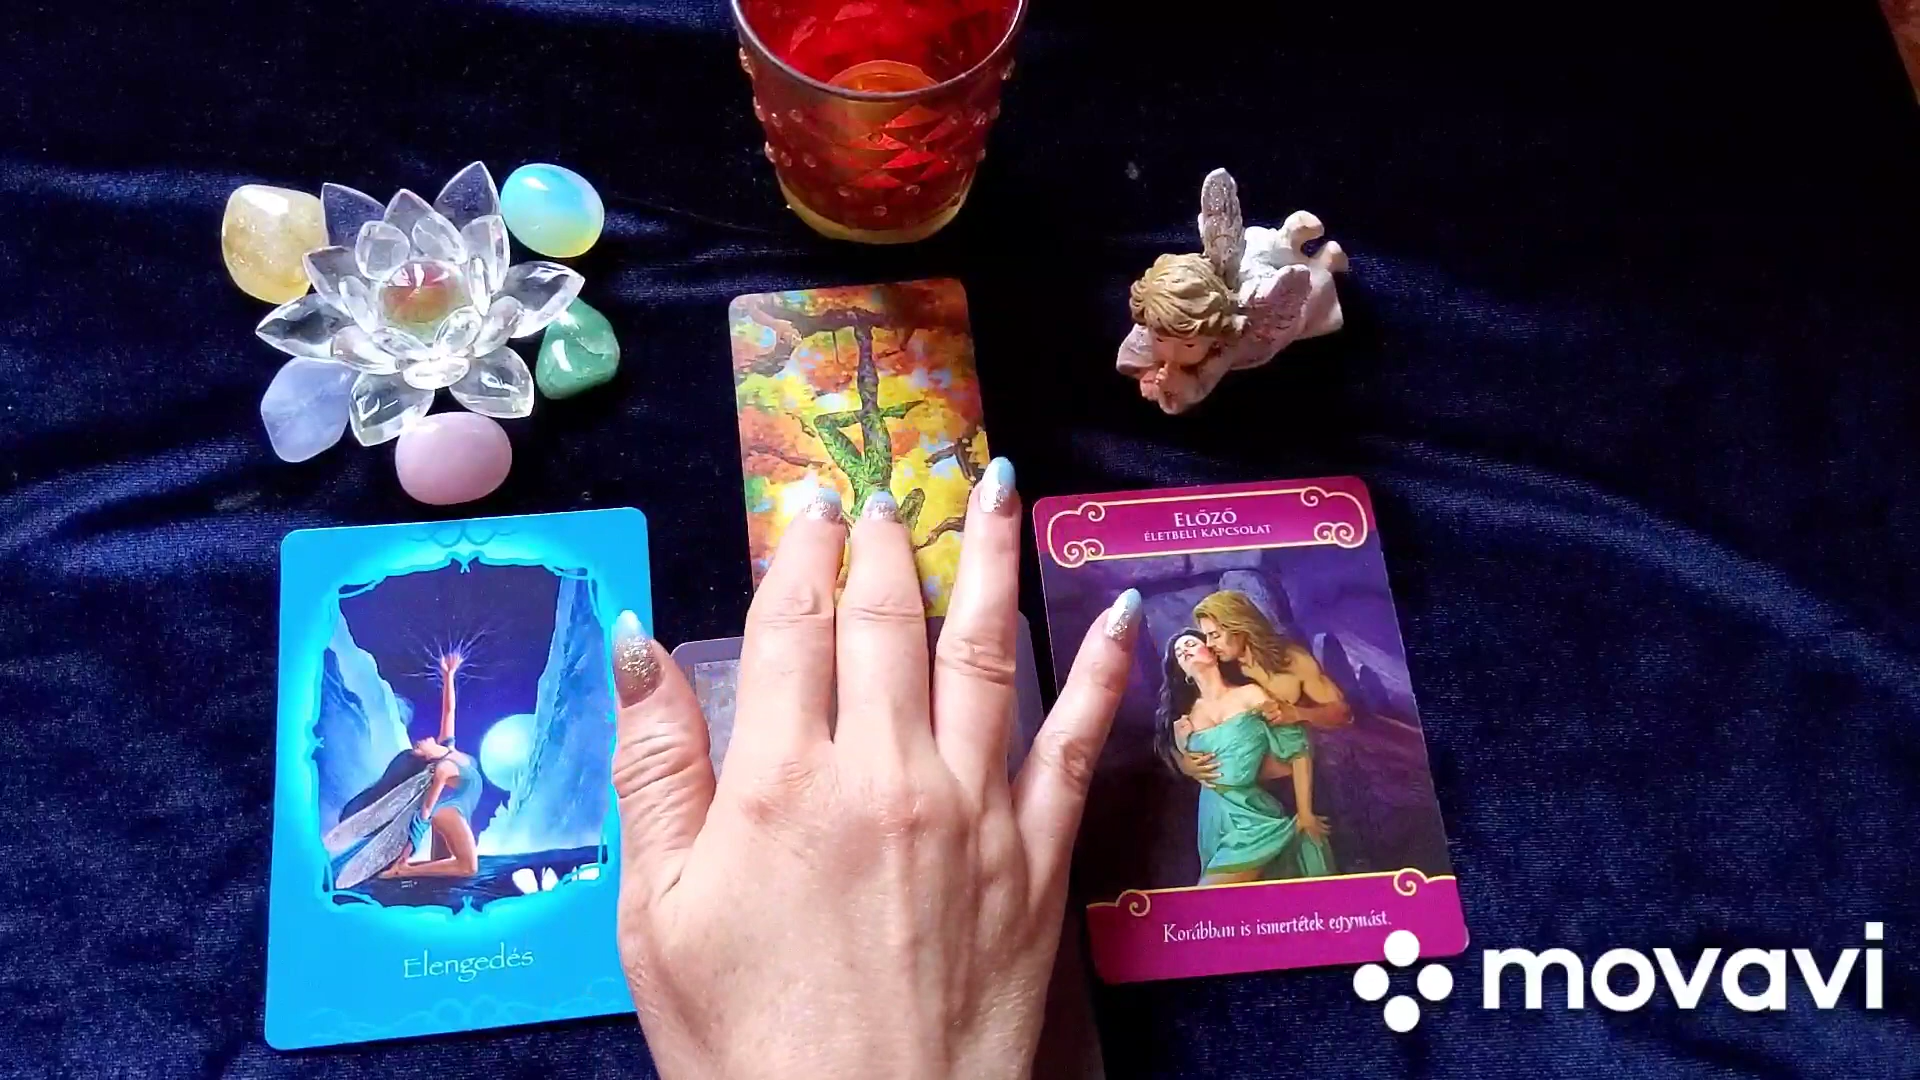 Előző
életbeli kapcsolat
Korábban is ismertétek egymást.
Elengedés
movavi